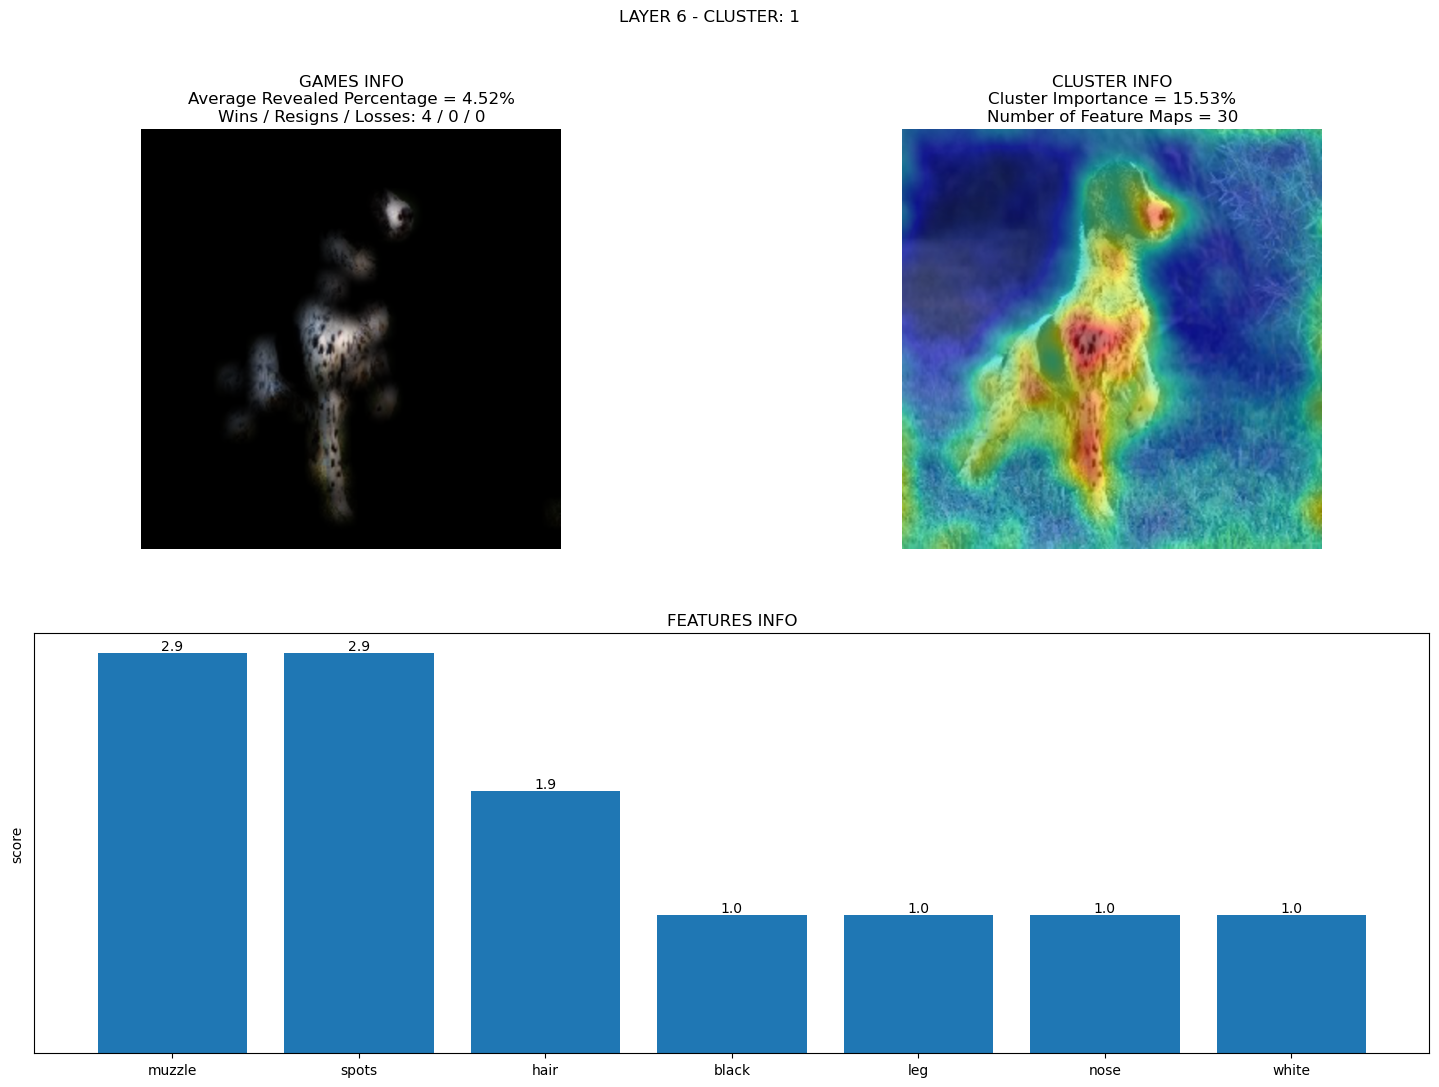 LAYER 6 - CLUSTER: 1
GAMES INFO
Average Revealed Percentage = 4.52%
Wins / Resigns / Losses: 4 / 0 / 0
CLUSTER INFO
Cluster Importance = 15.53%
Number of Feature Maps = 30
FEATURES INFO
score
2.9
2.9
1.9
1.0
1.0
1.0
1.0
muzzle
spots
hair
black
leg
nose
white